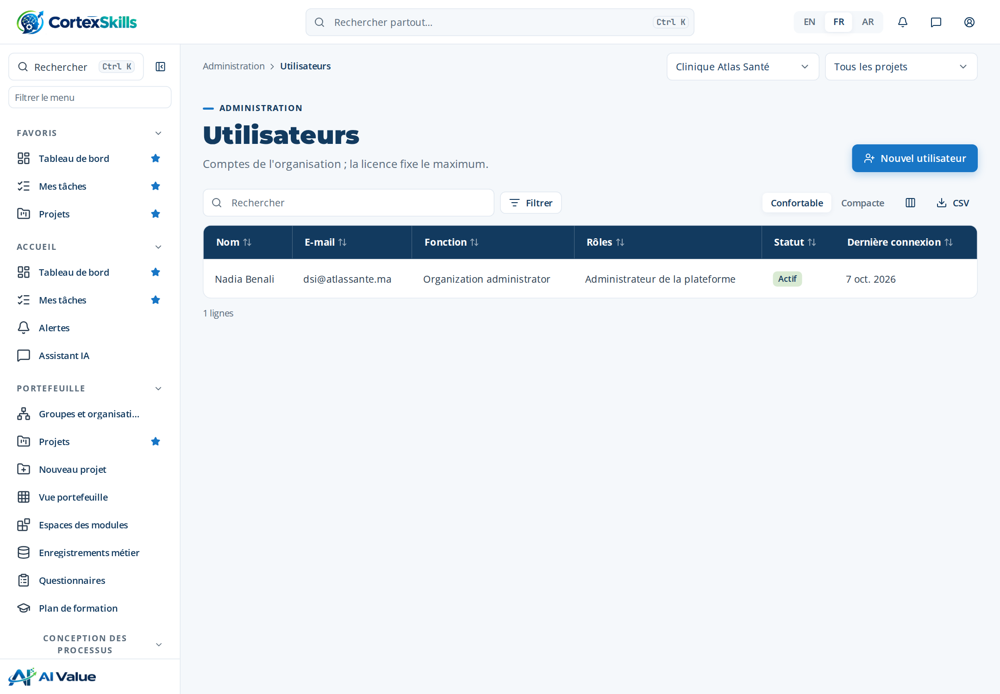 CortexSkills
Rechercher partout... Ctrl K
EN FR AR
Rechercher Ctrl K
Filtrer le menu
FAVORIS
Tableau de bord
Mes tâches
Projets
ACCUEIL
Tableau de bord
Mes tâches
Alertes
Assistant IA
PORTEFEUILLE
Groupes et organisati...
Projets
Nouveau projet
Vue portefeuille
Espaces des modules
Enregistrements métier
Questionnaires
Plan de formation
CONCEPTION DES
PROCESSUS
AI Value
Administration > Utilisateurs
Clinique Atlas Santé
Tous les projets
ADMINISTRATION
Utilisateurs
Comptes de l'organisation ; la licence fixe le maximum.
Nouvel utilisateur
Rechercher
Filtrer
Confortable Compacte CSV
Nom E-mail Fonction Rôles Statut Dernière connexion
Nadia Benali dsi@atlassante.ma Organization administrator Administrateur de la plateforme Actif 7 oct. 2026
1 lignes